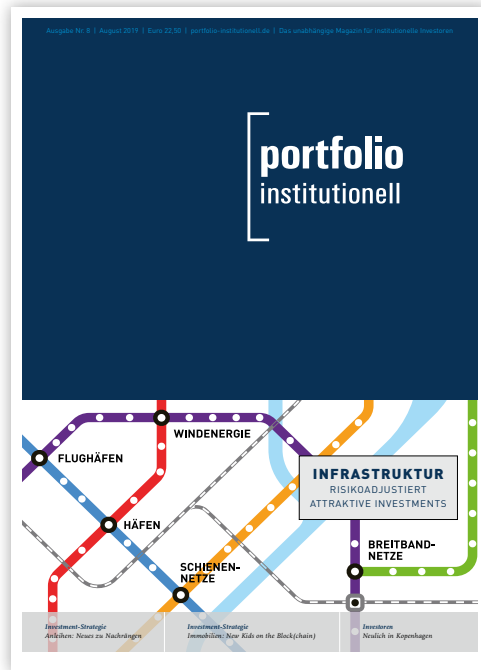 Ausgabe Nr. 8 | August 2019 | Euro 22,50 | portfolio-institutionell.de | Das unabhängige Magazin für institutionelle Investoren
portfolio
institutionell
WINDENERGIE
FLUGHÄFEN
INFRASTRUKTUR
RISIKOADJUSTIERT
ATTRAKTIVE INVESTMENTS
HÄFEN
BREITBAND-
NETZE
SCHIENEN-
NETZE
Investment-Strategie
Anleihen: Neues zu Nachrängen
Investment-Strategie
Immobilien: New Kids on the Block(chain)
Investoren
Neulich in Kopenhagen